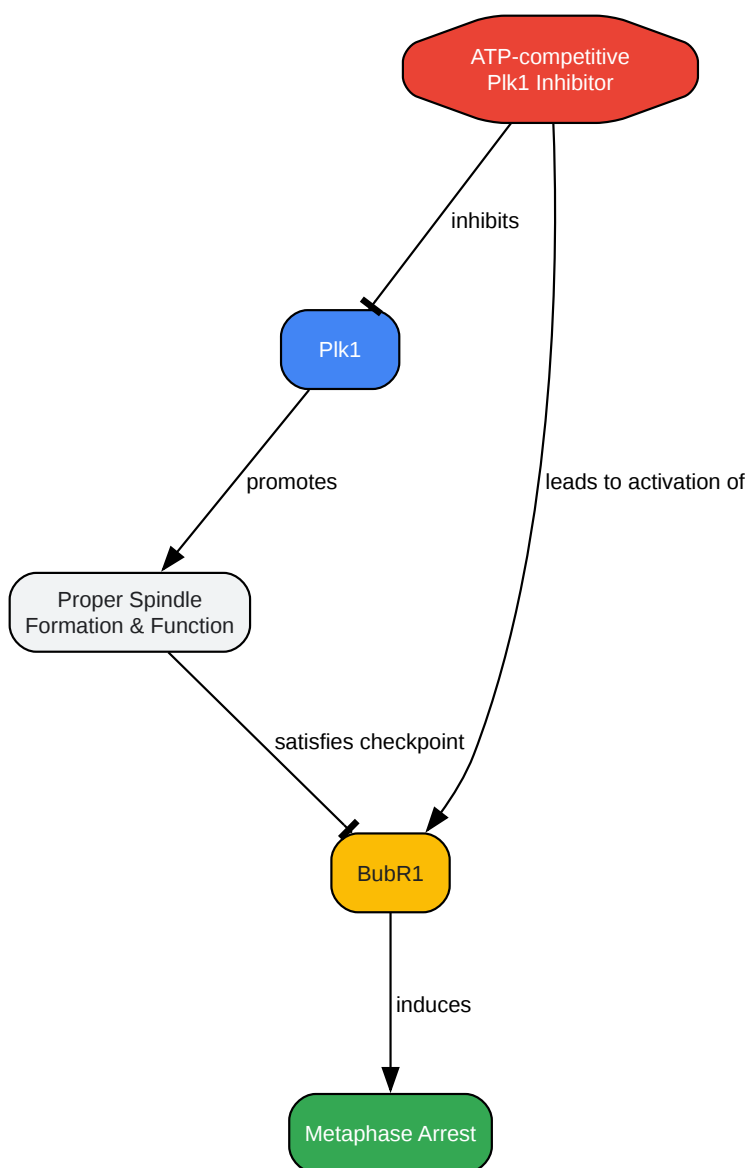 ATP-competitive
Plk1 Inhibitor
inhibits
Plk1
promotes
leads to activation of
Proper Spindle
Formation & Function
satisfies checkpoint
BubR1
induces
Metaphase Arrest